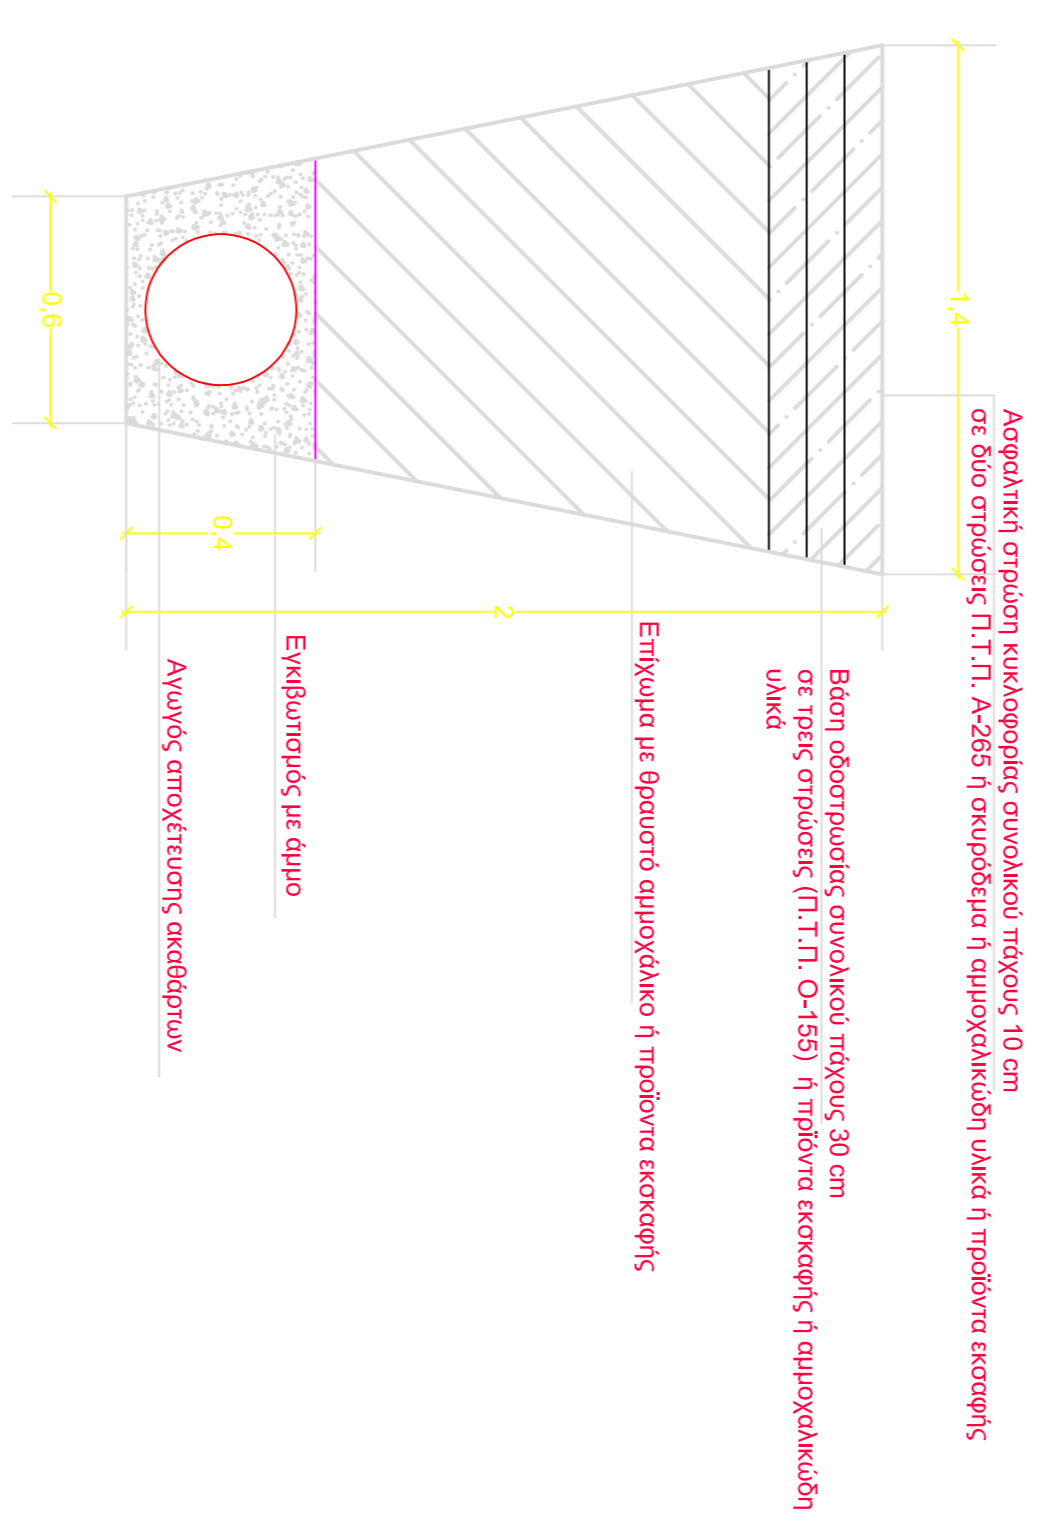 1,4
Ασφαλτική στρώση κυκλοφορίας συνολικού πάχους 10 cm
σε δύο στρώσεις Π.Τ.Π. Α-265 ή σκυρόδεμα ή αμμοχαλικώδη υλικά ή προϊόντα εκσαφής
Βάση οδοστρωσίας συνολικού πάχους 30 cm
σε τρεις στρώσεις (Π.Τ.Π. Ο-155) ή πρϊόντα εκσκαφής ή αμμοχαλικώδη
υλικά
Επίχωμα με θραυστό αμμοχάλικο ή προϊόντα εκσκαφής
2
Εγκιβωτισμός με άμμο
0,4
Αγωγός αποχέτευσης ακαθάρτων
0,6